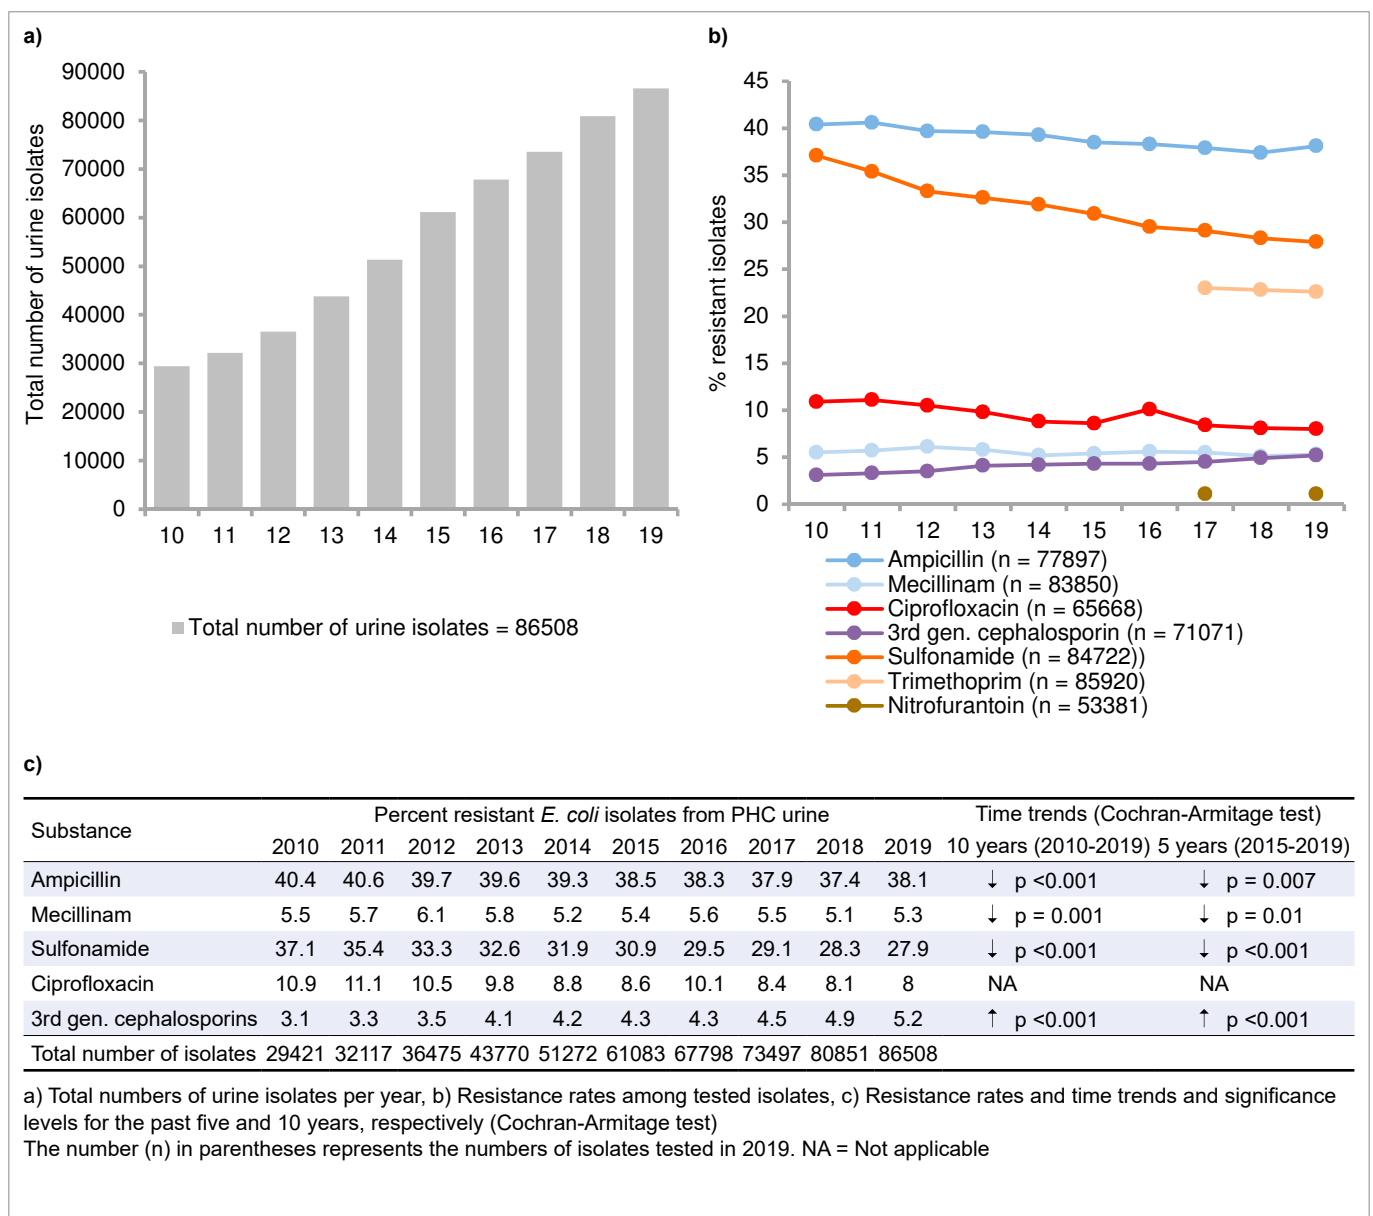 a)
90000
80000
70000
60000
50000
40000
30000
20000
10000
0
Total number of urine isolates
10 11 12 13 14 15 16 17 18 19
Total number of urine isolates = 86508
b)
45
40
35
30
25
20
15
10
5
0
% resistant isolates
10 11 12 13 14 15 16 17 18 19
Ampicillin (n = 77897)
Mecillinam (n = 83850)
Ciprofloxacin (n = 65668)
3rd gen. cephalosporin (n = 71071)
Sulfonamide (n = 84722))
Trimethoprim (n = 85920)
Nitrofurantoin (n = 53381)
c)
Substance Percent resistant E. coli isolates from PHC urine Time trends (Cochran-Armitage test)
2010 2011 2012 2013 2014 2015 2016 2017 2018 2019 10 years (2010-2019) 5 years (2015-2019)
Ampicillin 40.4 40.6 39.7 39.6 39.3 38.5 38.3 37.9 37.4 38.1 ↓ p <0.001 ↓ p = 0.007
Mecillinam 5.5 5.7 6.1 5.8 5.2 5.4 5.6 5.5 5.1 5.3 ↓ p = 0.001 ↓ p = 0.01
Sulfonamide 37.1 35.4 33.3 32.6 31.9 30.9 29.5 29.1 28.3 27.9 ↓ p <0.001 ↓ p <0.001
Ciprofloxacin 10.9 11.1 10.5 9.8 8.8 8.6 10.1 8.4 8.1 8 NA NA
3rd gen. cephalosporins 3.1 3.3 3.5 4.1 4.2 4.3 4.3 4.5 4.9 5.2 ↑ p <0.001 ↑ p <0.001
Total number of isolates 29421 32117 36475 43770 51272 61083 67798 73497 80851 86508
a) Total numbers of urine isolates per year, b) Resistance rates among tested isolates, c) Resistance rates and time trends and significance
levels for the past five and 10 years, respectively (Cochran-Armitage test)
The number (n) in parentheses represents the numbers of isolates tested in 2019. NA = Not applicable